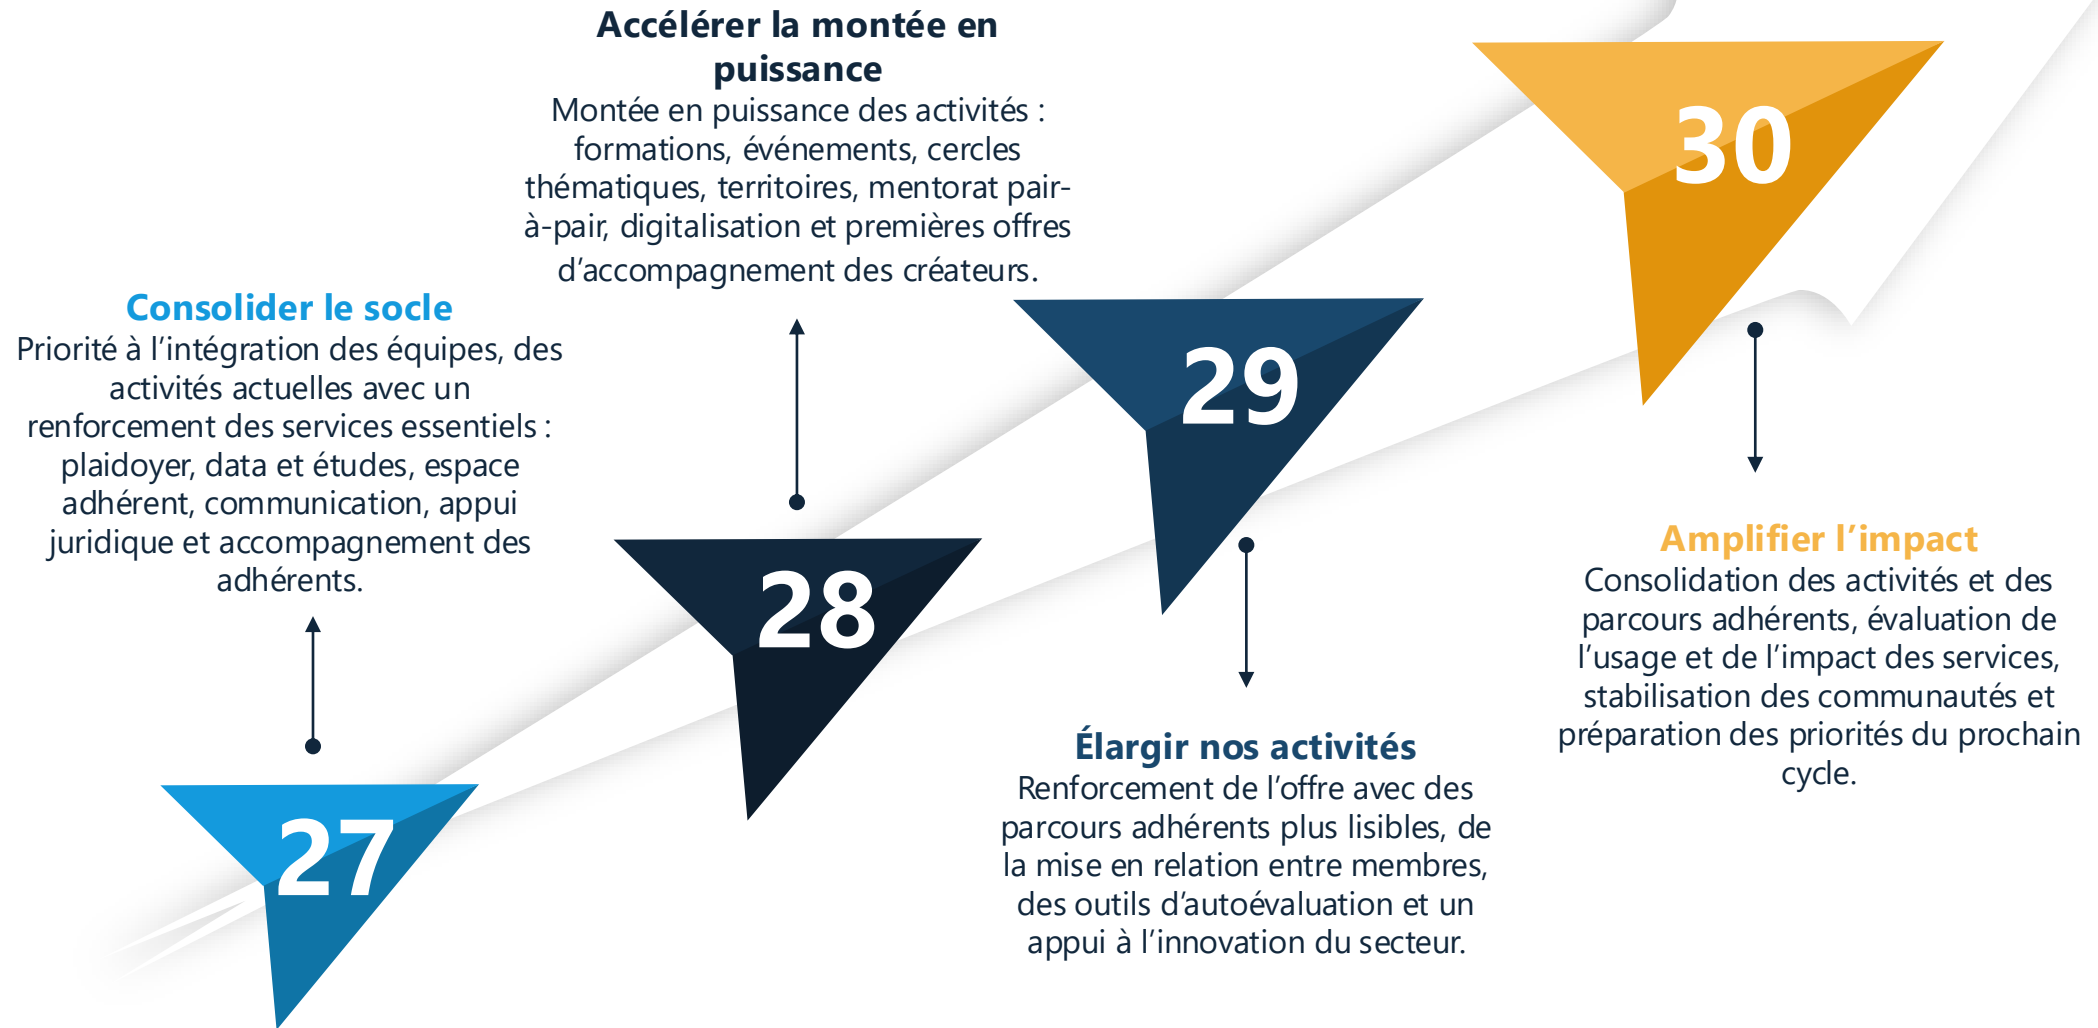 Consolider le socle
Priorité à l’intégration des équipes, des
activités actuelles avec un
renforcement des services essentiels :
plaidoyer, data et études, espace
adhérent, communication, appui
juridique et accompagnement des
adhérents.
27
Accélérer la montée en
puissance
Montée en puissance des activités :
formations, événements, cercles
thématiques, territoires, mentorat pair-
à-pair, digitalisation et premières offres
d’accompagnement des créateurs.
28
29
Élargir nos activités
Renforcement de l’offre avec des
parcours adhérents plus lisibles, de
la mise en relation entre membres,
des outils d’autoévaluation et un
appui à l’innovation du secteur.
30
Amplifier l’impact
Consolidation des activités et des
parcours adhérents, évaluation de
l’usage et de l’impact des services,
stabilisation des communautés et
préparation des priorités du prochain
cycle.